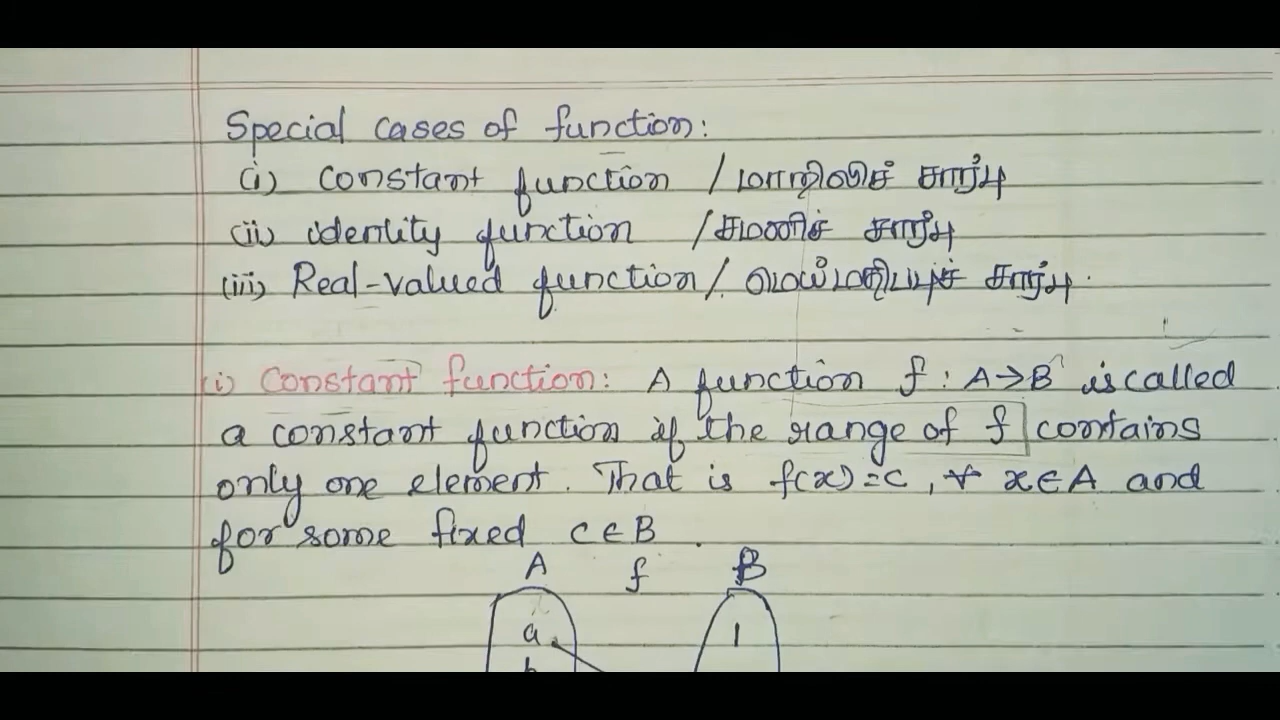 Special cases of function:
(i) constant function / மாறிலிச் சார்பு
(ii) identity function / சமனிச் சார்பு
(iii) Real-valued function / மெய்மதிப்புச் சார்பு.
(i) Constant function: A function f : A→B is called
a constant function if the range of f contains
only one element. That is f(x)=c, ∀ x∈A and
for some fixed c∈B.
A f B
a 1
b